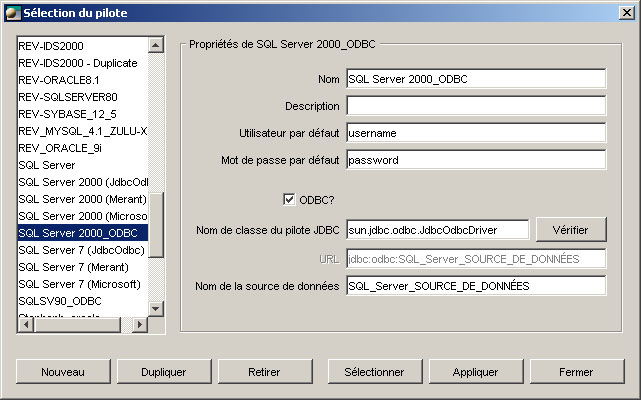 Sélection du pilote
REV-IDS2000
REV-IDS2000 - Duplicate
REV-ORACLE8.1
REV-SQLSERVER80
REV-SYBASE_12_5
REV_MYSQL_4.1_ZULU-X
REV_ORACLE_9i
SQL Server
SQL Server 2000 (JdbcOdl
SQL Server 2000 (Merant)
SQL Server 2000 (Microso
SQL Server 2000_ODBC
SQL Server 7 (JdbcOdbc)
SQL Server 7 (Merant)
SQL Server 7 (Microsoft)
SQLSV90_ODBC
Propriétés de SQL Server 2000_ODBC
Nom SQL Server 2000_ODBC
Description
Utilisateur par défaut username
Mot de passe par défaut password
ODBC?
Nom de classe du pilote JDBC sun.jdbc.odbc.JdbcOdbcDriver Vérifier
URL jdbc:odbc:SQL_Server_SOURCE_DE_DONNÉES
Nom de la source de données SQL_Server_SOURCE_DE_DONNÉES
Nouveau Dupliquer Retirer Sélectionner Appliquer Fermer